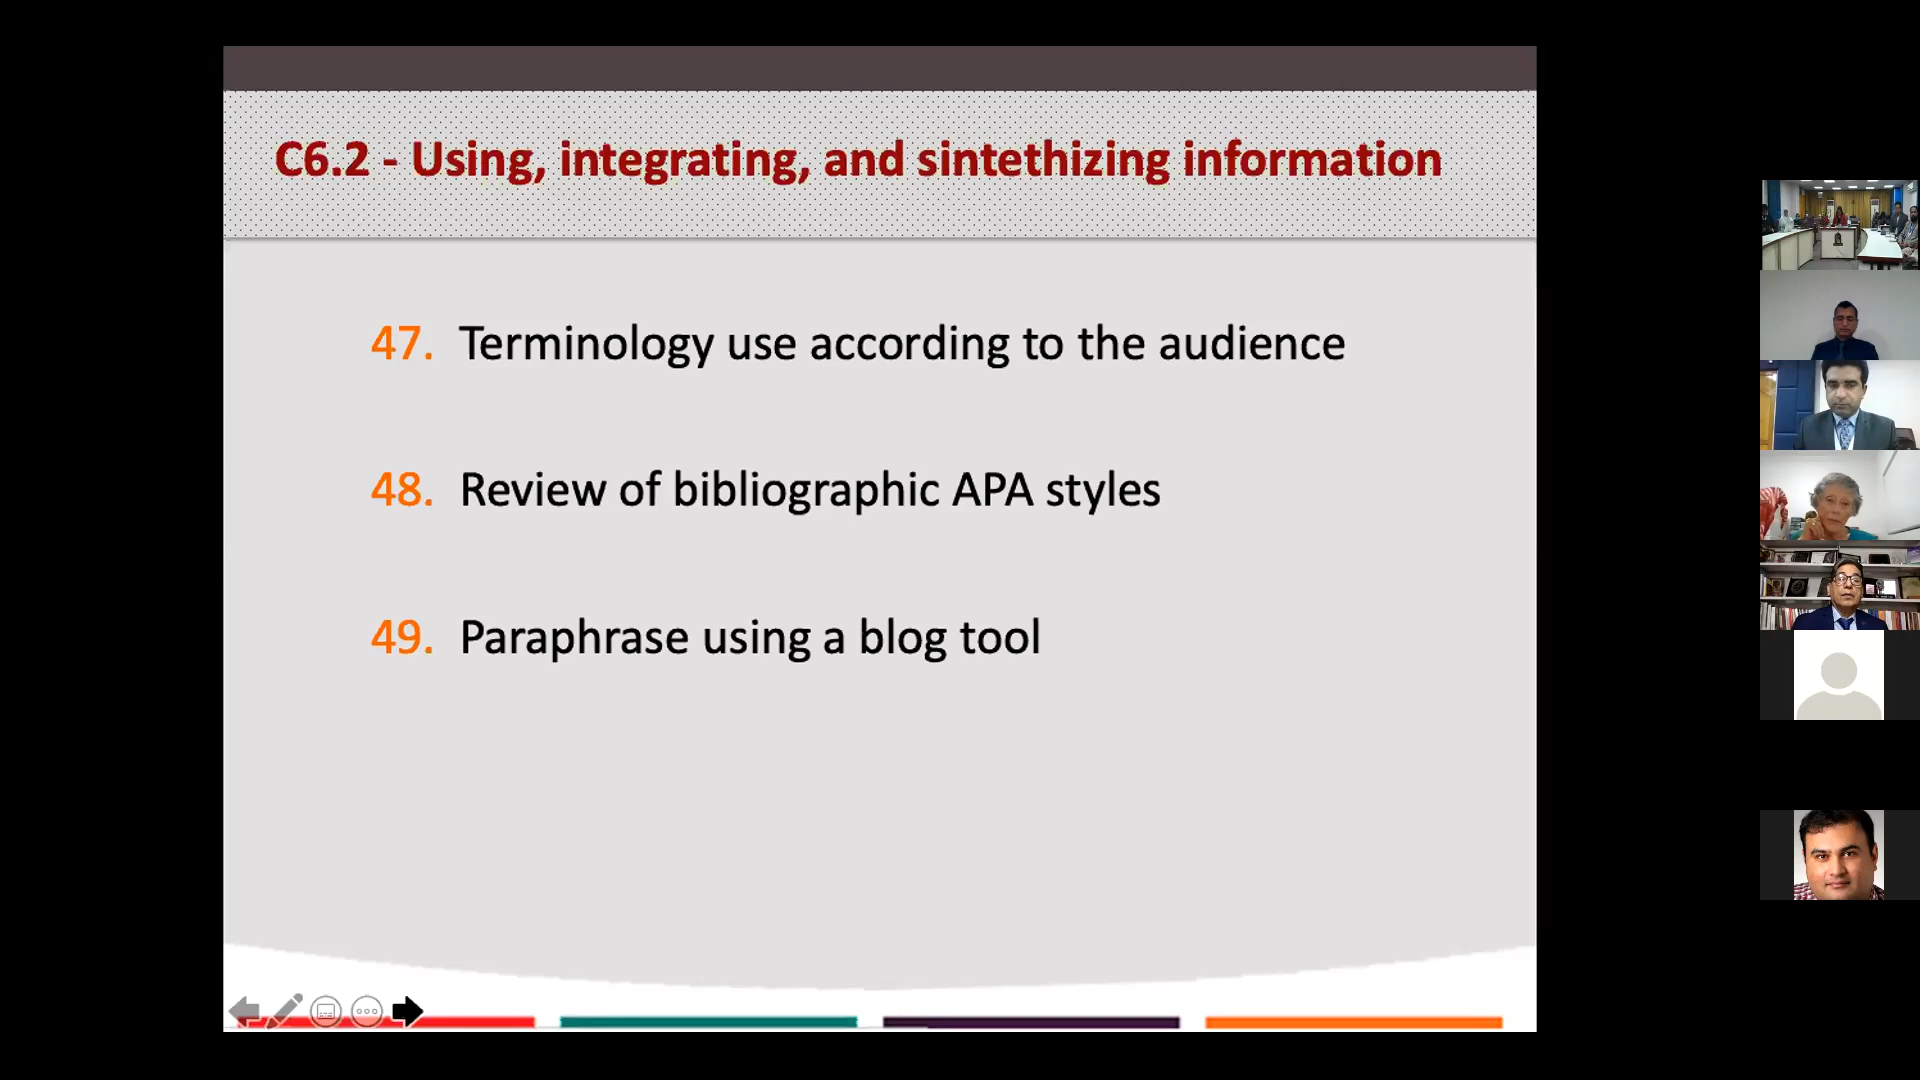 C6.2 - Using, integrating, and sintethizing information
47. Terminology use according to the audience
48. Review of bibliographic APA styles
49. Paraphrase using a blog tool